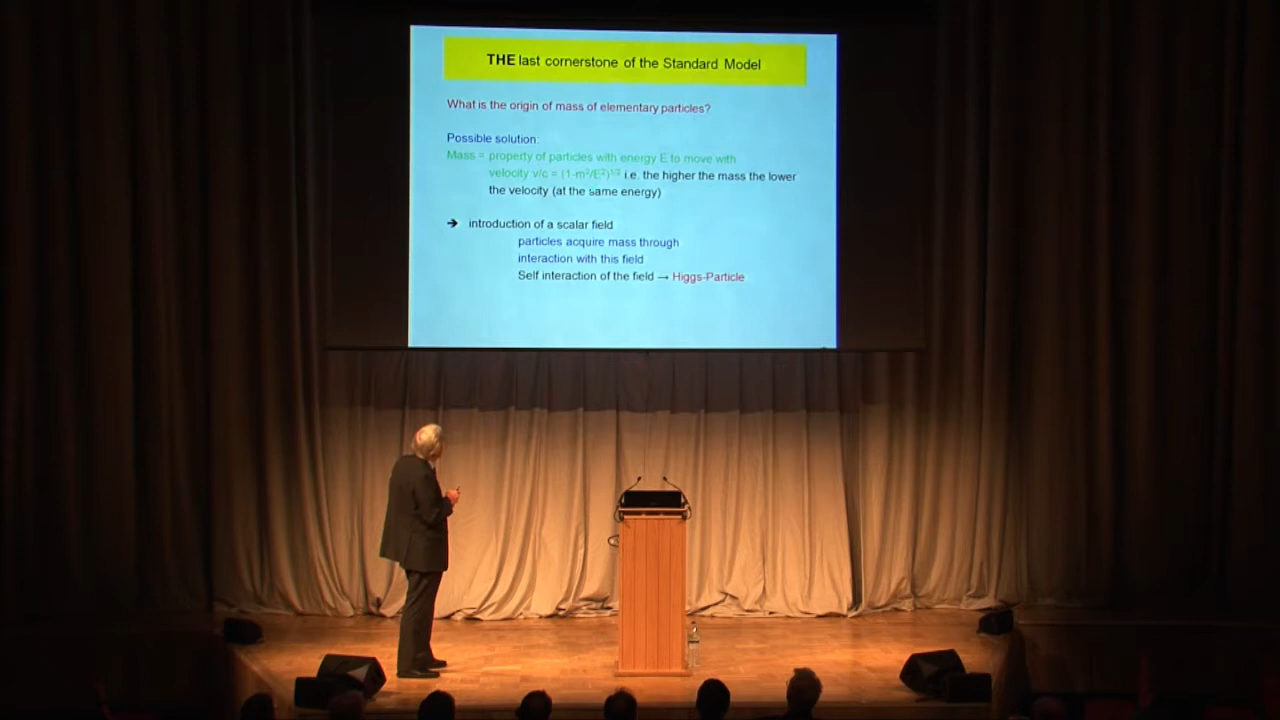 THE last cornerstone of the Standard Model
What is the origin of mass of elementary particles?
Possible solution:
Mass = property of particles with energy E to move with
velocity v/c = (1-m²/E²)¹/² i.e. the higher the mass the lower
the velocity (at the same energy)
➔ introduction of a scalar field
particles acquire mass through
interaction with this field
Self interaction of the field → Higgs-Particle